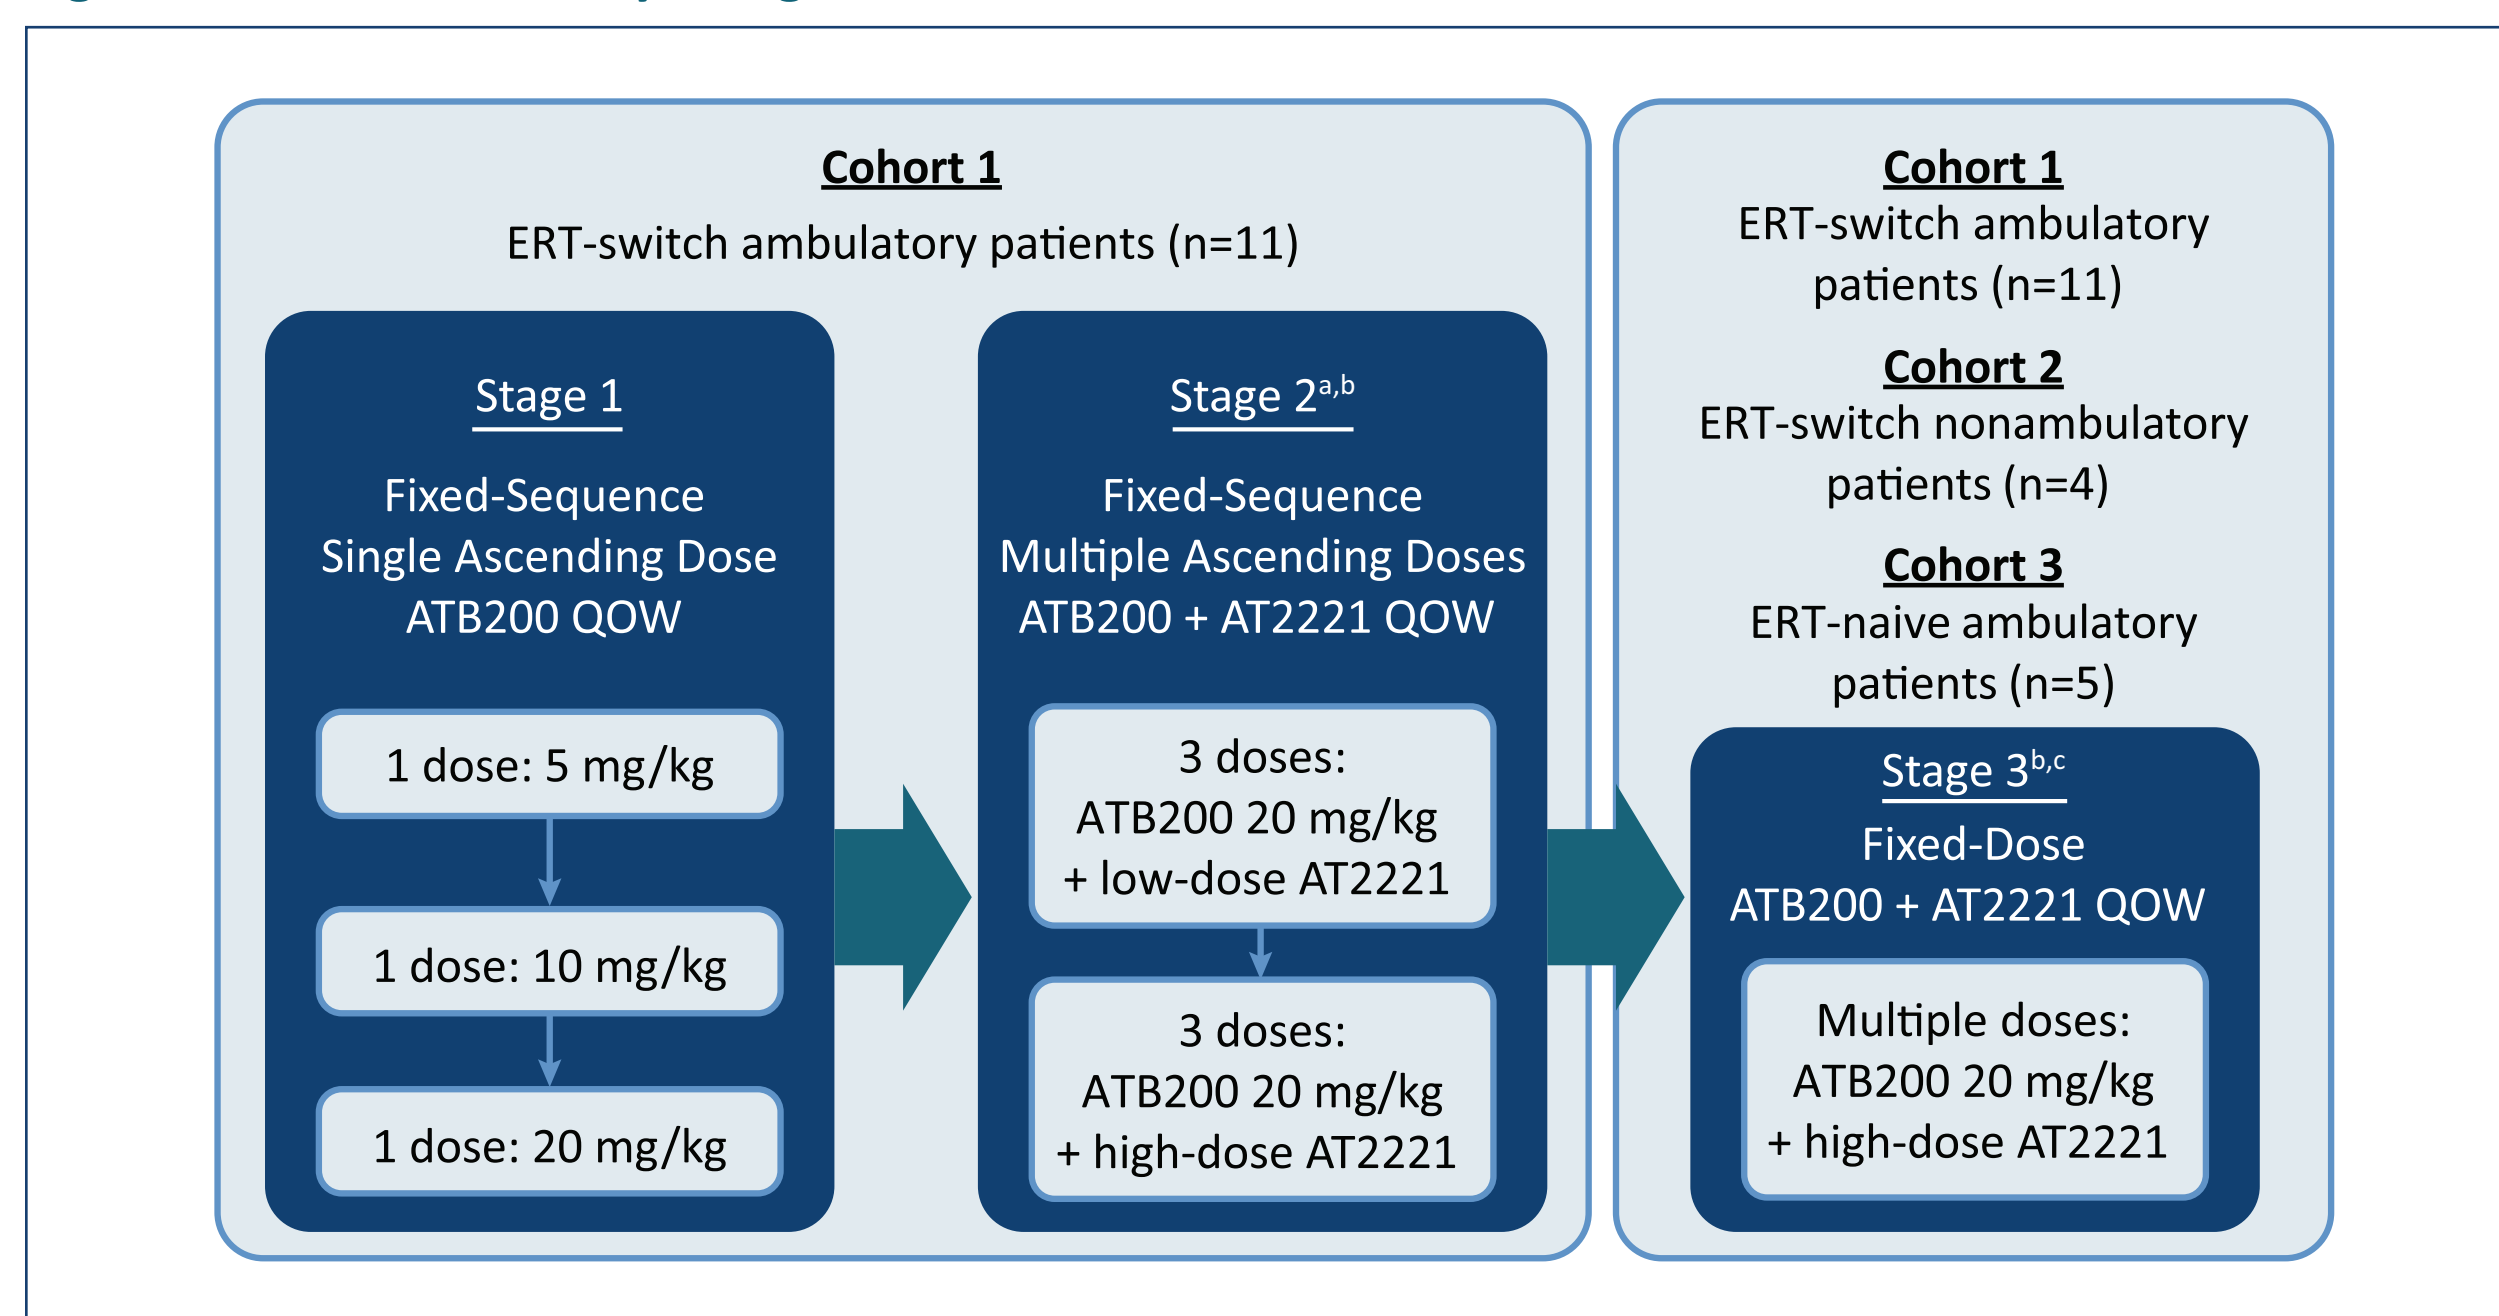 Cohort 1
ERT-switch ambulatory patients (n=11)
Stage 1
Fixed-Sequence
Single Ascending Dose
ATB200 QOW
1 dose: 5 mg/kg
1 dose: 10 mg/kg
1 dose: 20 mg/kg
Stage 2a,b
Fixed-Sequence
Multiple Ascending Doses
ATB200 + AT2221 QOW
3 doses:
ATB200 20 mg/kg
+ low-dose AT2221
3 doses:
ATB200 20 mg/kg
+ high-dose AT2221
Cohort 1
ERT-switch ambulatory
patients (n=11)
Cohort 2
ERT-switch nonambulatory
patients (n=4)
Cohort 3
ERT-naive ambulatory
patients (n=5)
Stage 3b,c
Fixed-Dose
ATB200 + AT2221 QOW
Multiple doses:
ATB200 20 mg/kg
+ high-dose AT2221